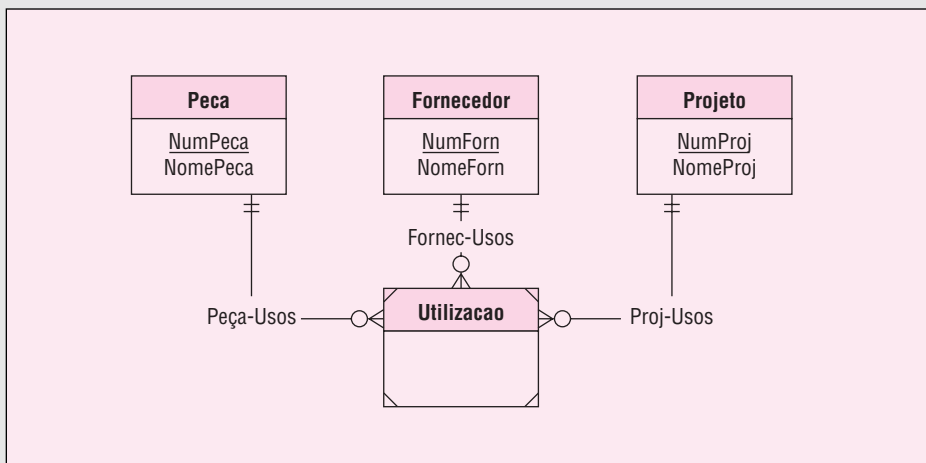 Peca
NumPeca
NomePeca
Fornecedor
NumForn
NomeForn
Projeto
NumProj
NomeProj
Fornec-Usos
Peça-Usos
Utilizacao
Proj-Usos